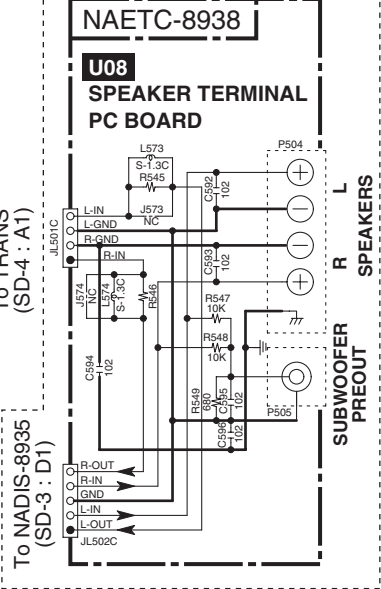 NAETC-8938
U08
SPEAKER TERMINAL
PC BOARD
L573
S-1.3C
R545
J573
NC
C592
102
P504
+
−
−
+
L
R
SPEAKERS
To TRANS
(SD-4 : A1)
JL501C
L-IN
L-GND
R-GND
R-IN
J574
NC
L574
S-1.3C
R546
C593
102
R547
10K
R548
10K
C594
102
R549
680
C595
102
C596
102
P505
SUBWOOFER
PREOUT
To NADIS-8935
(SD-3 : D1)
R-OUT
R-IN
GND
L-IN
L-OUT
JL502C